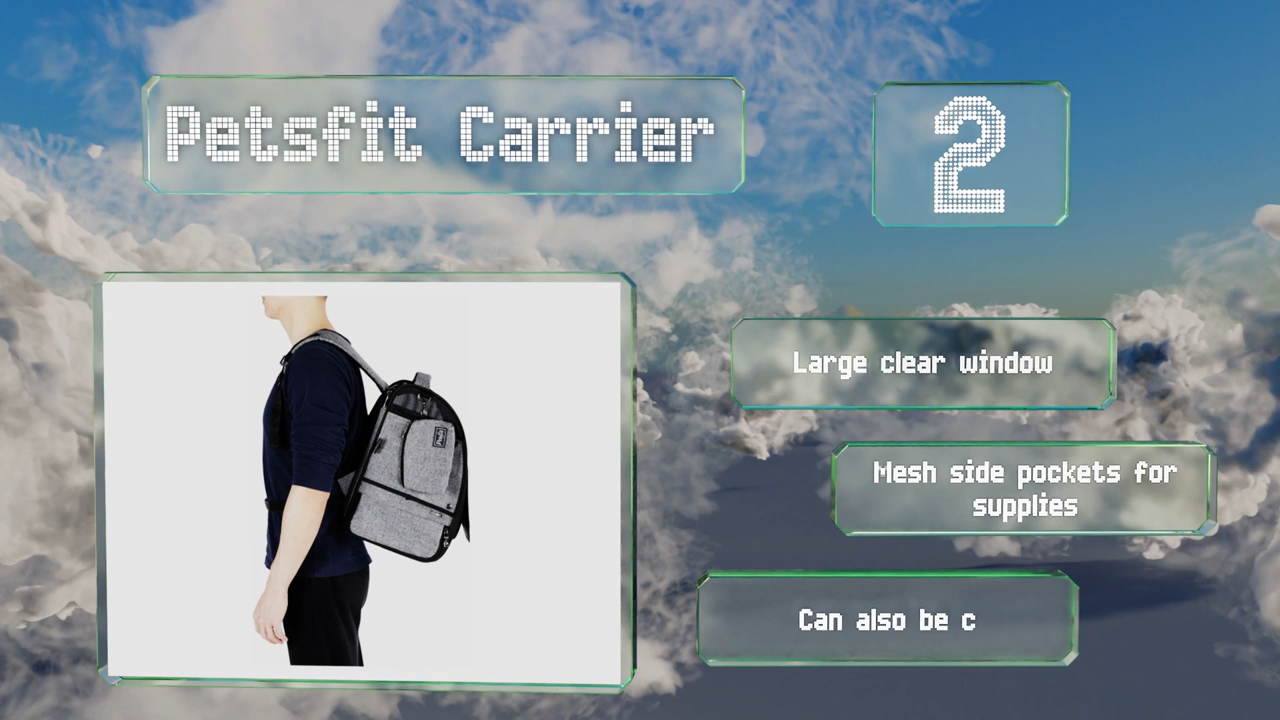 Petsfit Carrier
2
Large clear window
Mesh side pockets for
supplies
Can also be c